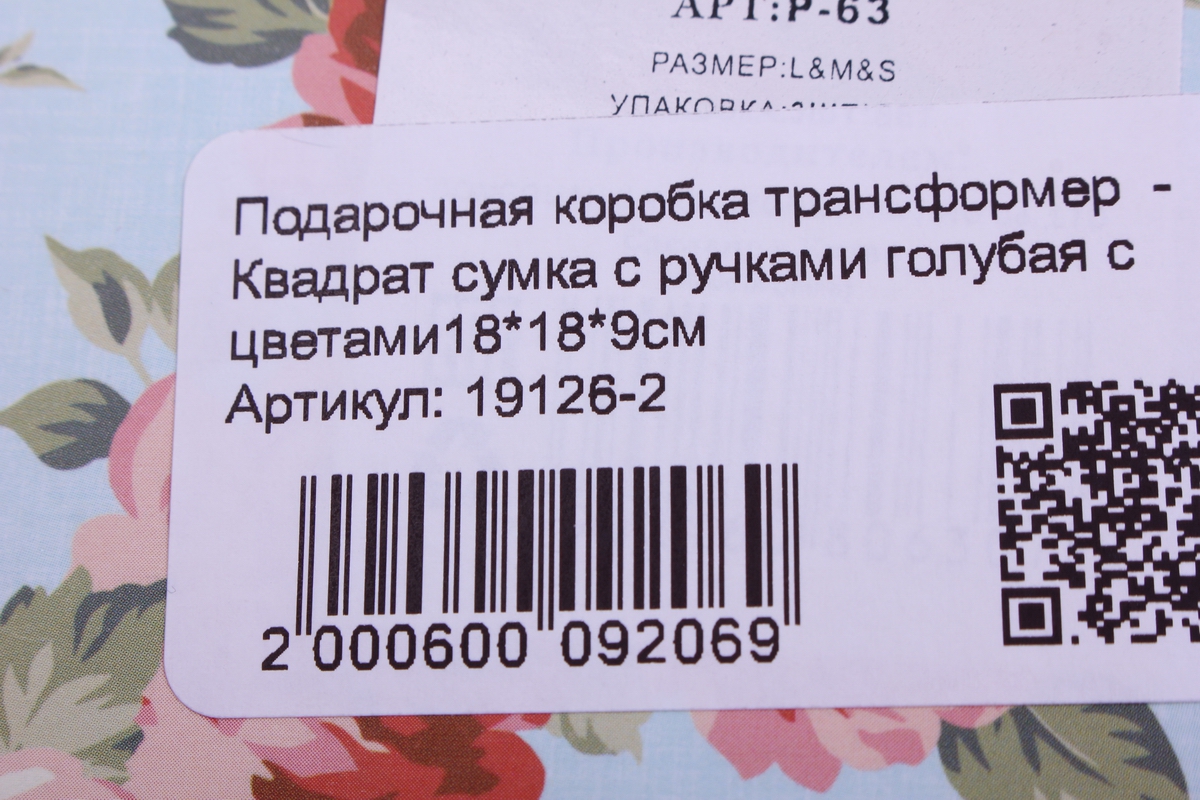 АРТ:P-63
РАЗМЕР:L&M&S
УПАКОВКА:
Подарочная коробка трансформер -
Квадрат сумка с ручками голубая с
цветами18*18*9см
Артикул: 19126-2
2 000600 092069